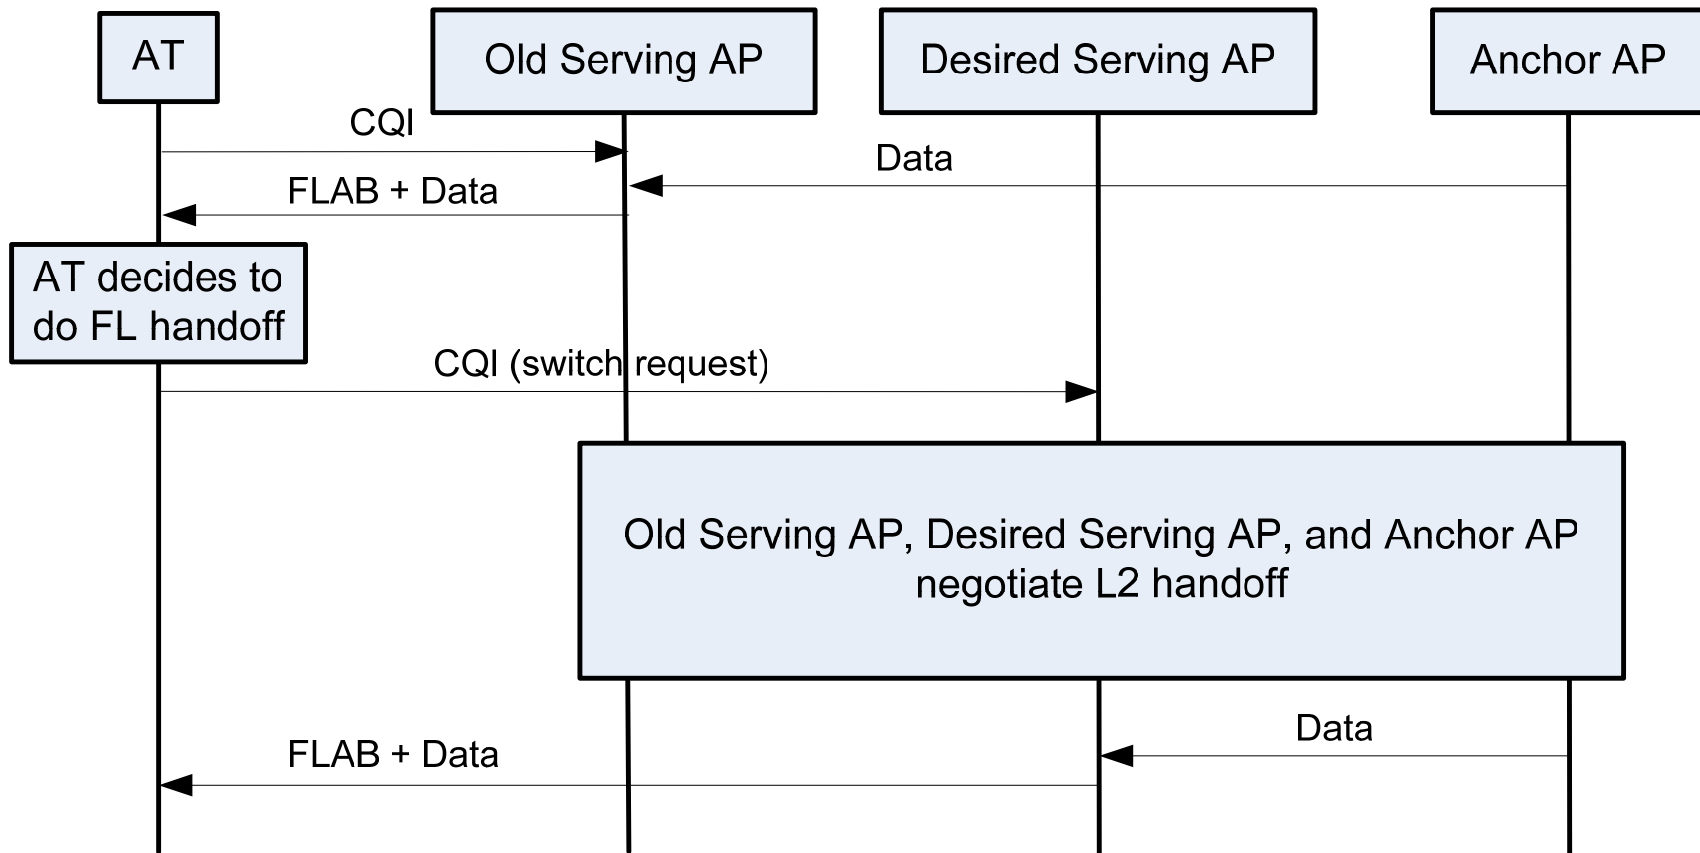 AT
Old Serving AP
Desired Serving AP
Anchor AP
CQI
Data
FLAB + Data
AT decides to
do FL handoff
CQI (switch request)
Old Serving AP, Desired Serving AP, and Anchor AP
negotiate L2 handoff
Data
FLAB + Data